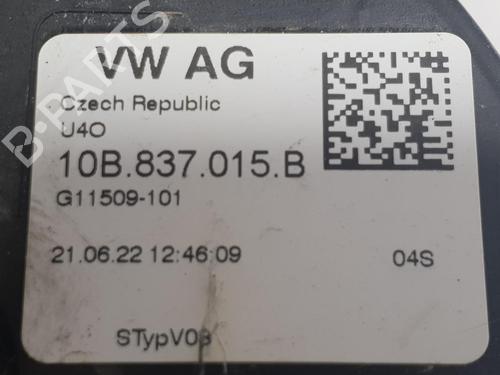 VW AG
Czech Republic
U4O
10B.837.015.B
G11509-101
21.06.22 12:46:09
04S
STypV03
B-PARTS